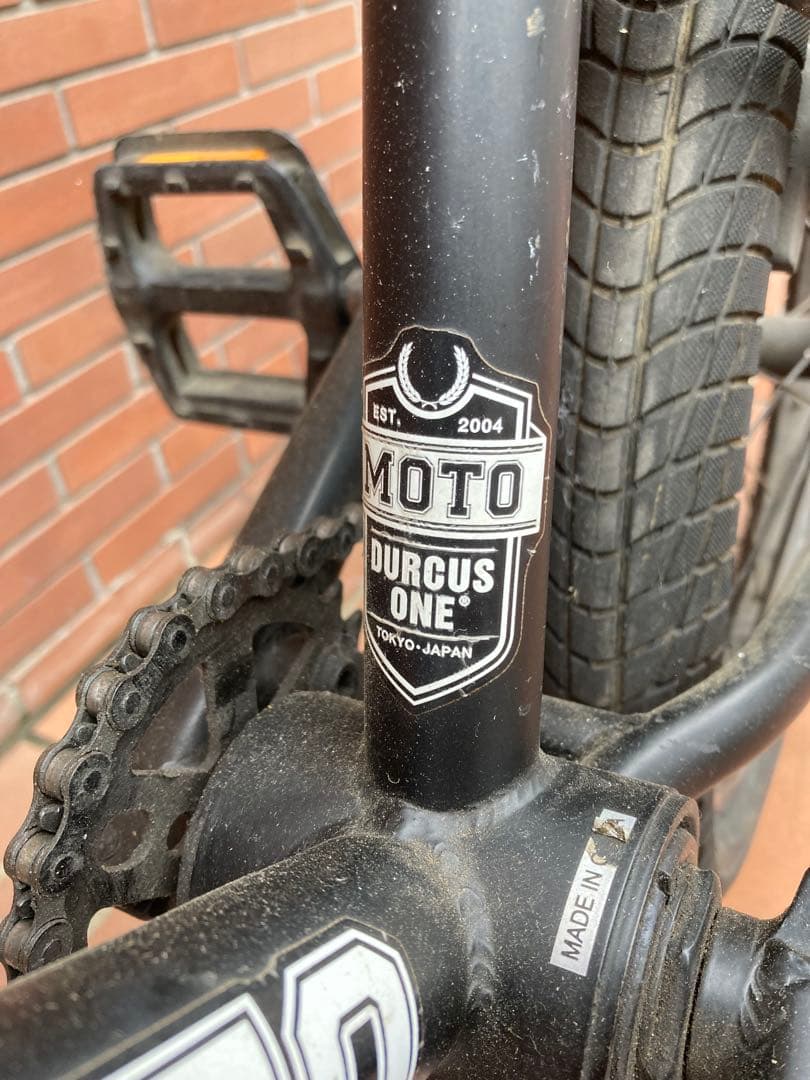 EST. 2004
MOTO
DURCUS
ONE®
TOKYO・JAPAN
MADE IN